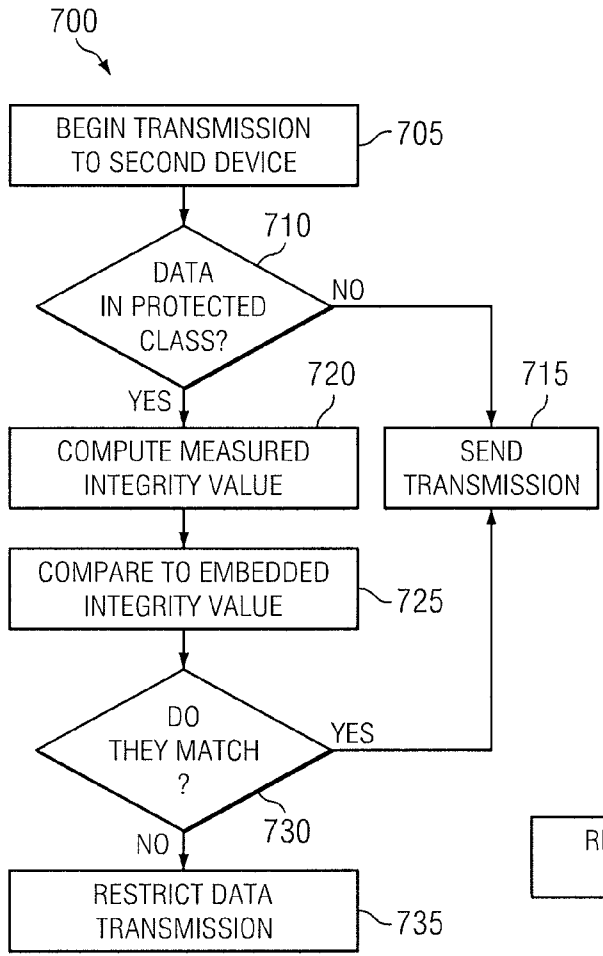 700
BEGIN TRANSMISSION
TO SECOND DEVICE
705
710
DATA
IN PROTECTED
CLASS?
NO
YES
720
715
COMPUTE MEASURED
INTEGRITY VALUE
SEND
TRANSMISSION
COMPARE TO EMBEDDED
INTEGRITY VALUE
725
DO
THEY MATCH
?
YES
730
NO
RESTRICT DATA
TRANSMISSION
735